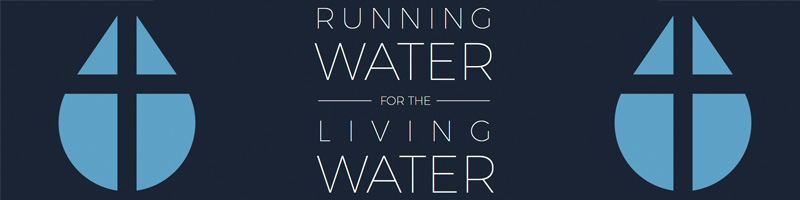 RUNNING
WATER
FOR THE
LIVING
WATER